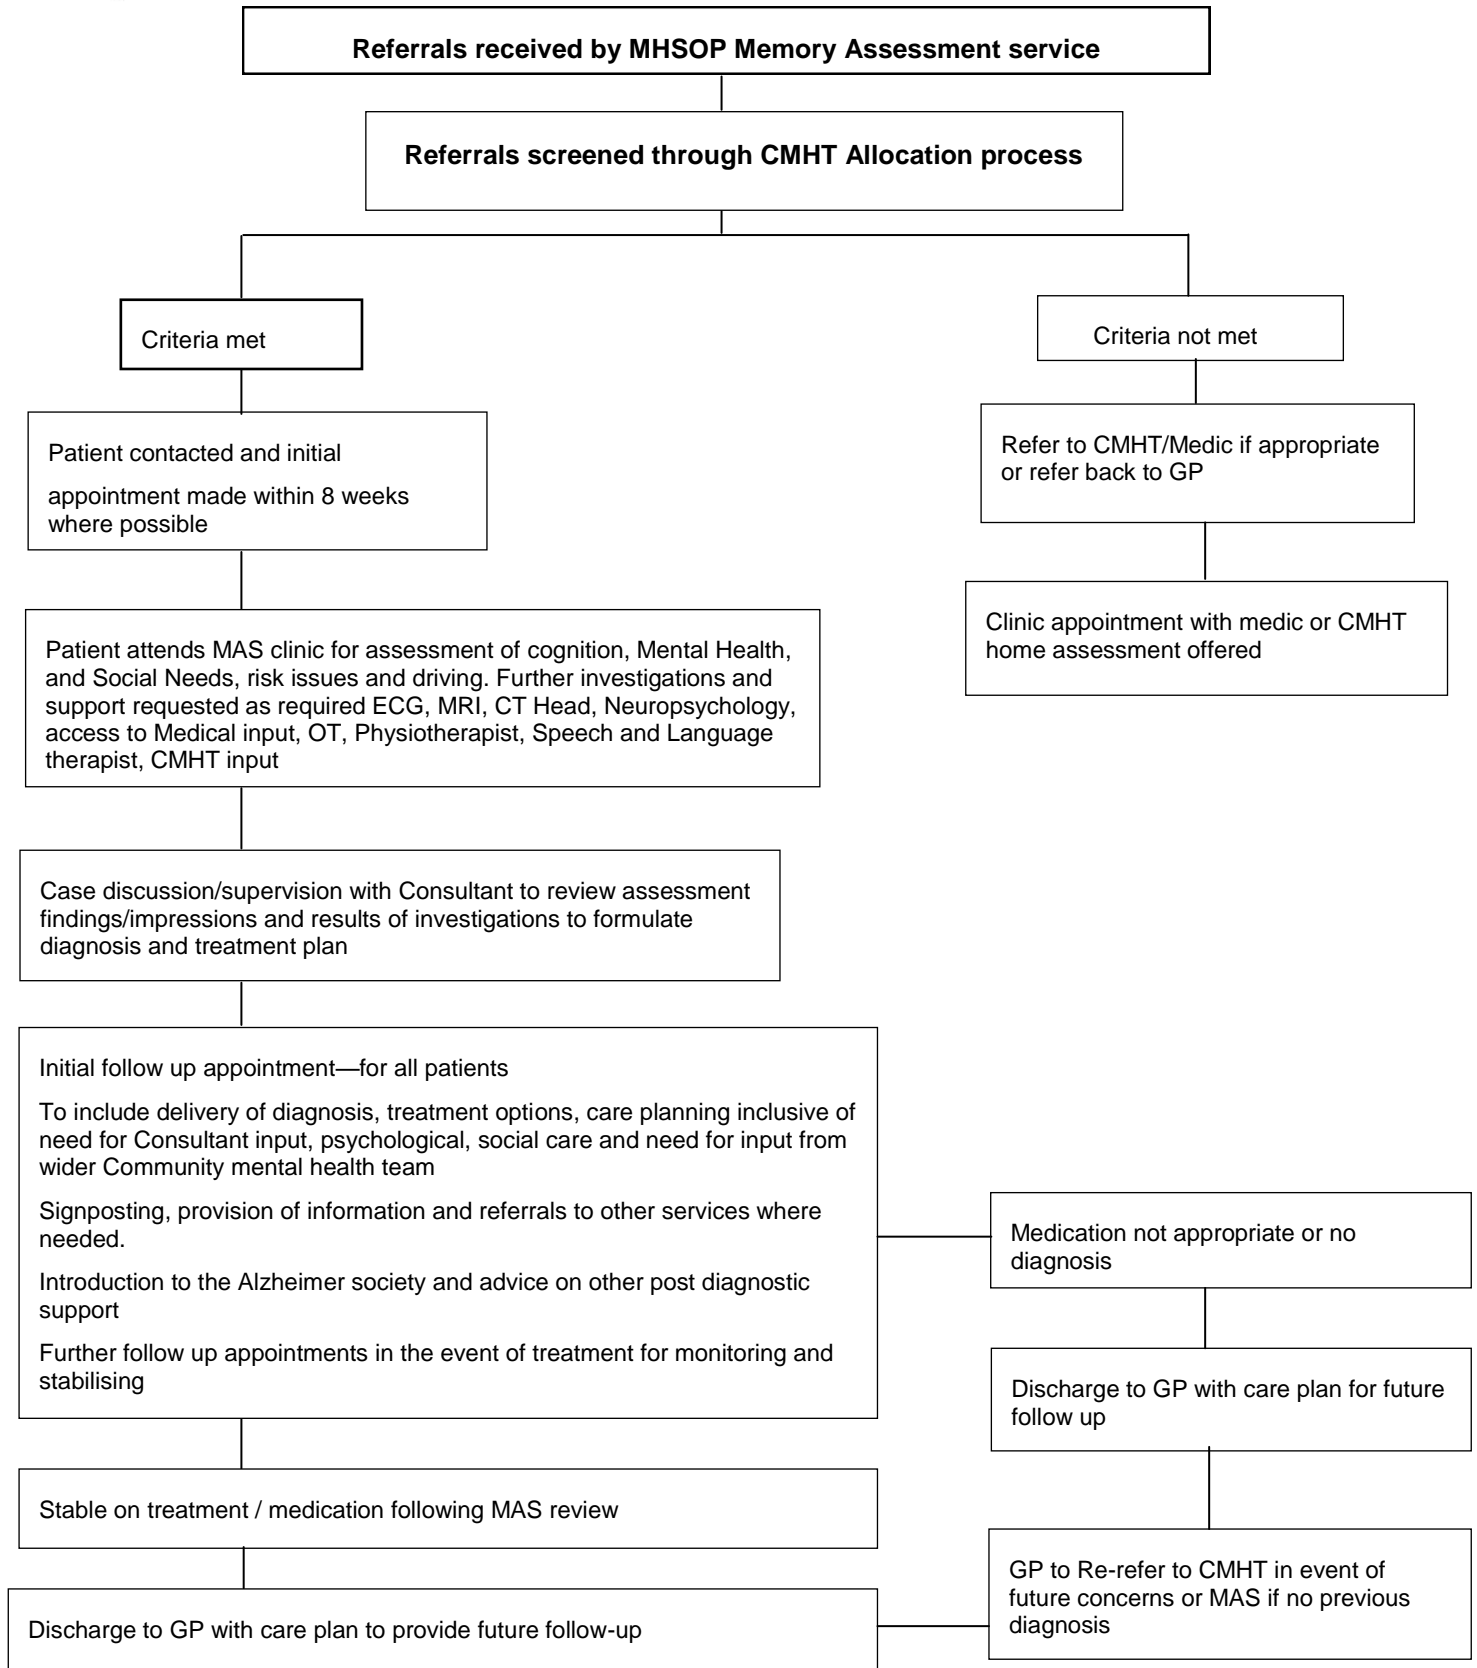 Referrals received by MHSOP Memory Assessment service
Referrals screened through CMHT Allocation process
Criteria met
Criteria not met
Patient contacted and initial
appointment made within 8 weeks
where possible
Refer to CMHT/Medic if appropriate
or refer back to GP
Clinic appointment with medic or CMHT
home assessment offered
Patient attends MAS clinic for assessment of cognition, Mental Health,
and Social Needs, risk issues and driving. Further investigations and
support requested as required ECG, MRI, CT Head, Neuropsychology,
access to Medical input, OT, Physiotherapist, Speech and Language
therapist, CMHT input
Case discussion/supervision with Consultant to review assessment
findings/impressions and results of investigations to formulate
diagnosis and treatment plan
Initial follow up appointment—for all patients
To include delivery of diagnosis, treatment options, care planning inclusive of
need for Consultant input, psychological, social care and need for input from
wider Community mental health team
Signposting, provision of information and referrals to other services where
needed.
Introduction to the Alzheimer society and advice on other post diagnostic
support
Further follow up appointments in the event of treatment for monitoring and
stabilising
Medication not appropriate or no
diagnosis
Discharge to GP with care plan for future
follow up
Stable on treatment / medication following MAS review
GP to Re-refer to CMHT in event of
future concerns or MAS if no previous
diagnosis
Discharge to GP with care plan to provide future follow-up